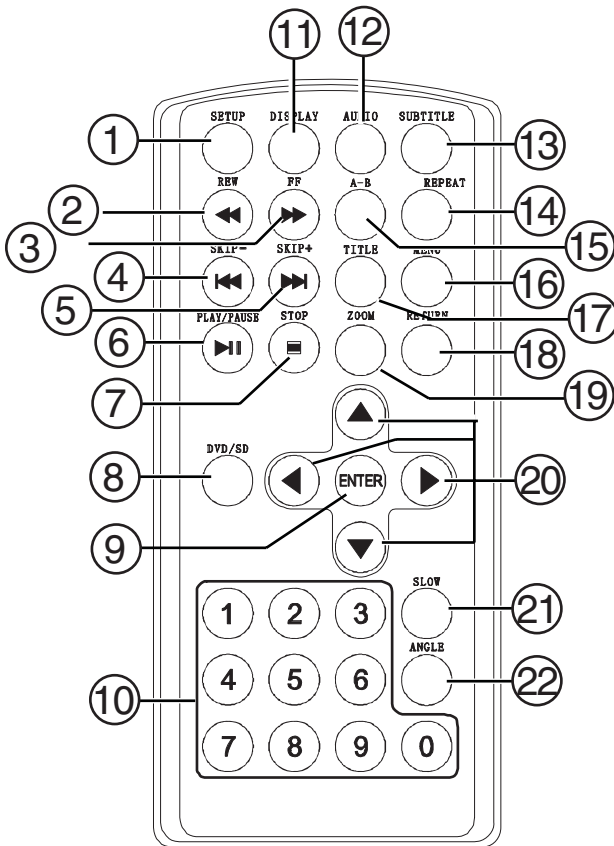 11 12
SETUP DISPLAY AUDIO SUBTITLE
1 13
REW FF A-B REPEAT
2 14
3 15
SKIP- SKIP+ TITLE MENU
4 16
5 17
PLAY/PAUSE STOP ZOOM RETURN
6 18
7 19
DVD/SD
8 ENTER 20
9
SLOW
1 2 3 21
ANGLE
10 4 5 6 22
7 8 9 0